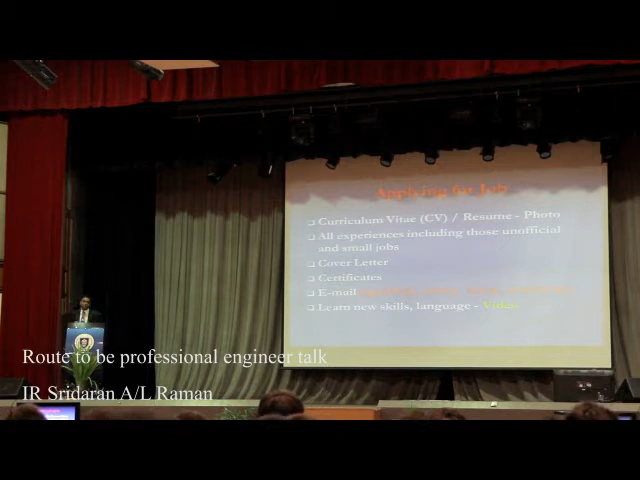 Applying for Job
❑ Curriculum Vitae (CV) / Resume - Photo
❑ All experiences including those unofficial
and small jobs
❑ Cover Letter
❑ Certificates
❑ E-mail
❑ Learn new skills, language - Video
Route to be professional engineer talk
IR Sridaran A/L Raman